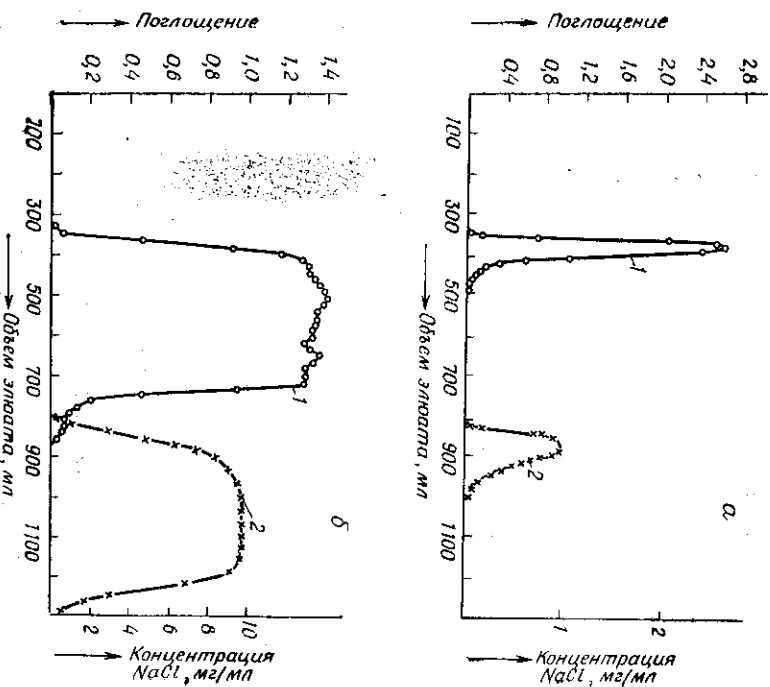 Поглощение
0,2 0,4 0,6 0,8 1,0 1,2 1,4
100 300 500 700 900 1100
Объем элюата, мл
1
2
б
2 4 6 8 10
Концентрация
NaCl, мг/мл
Поглощение
0,4 0,8 1,2 1,6 2,0 2,4 2,8
100 300 500 700 900 1100
Объем элюата, мл
1
2
а
1 2
Концентрация
NaCl, мг/мл